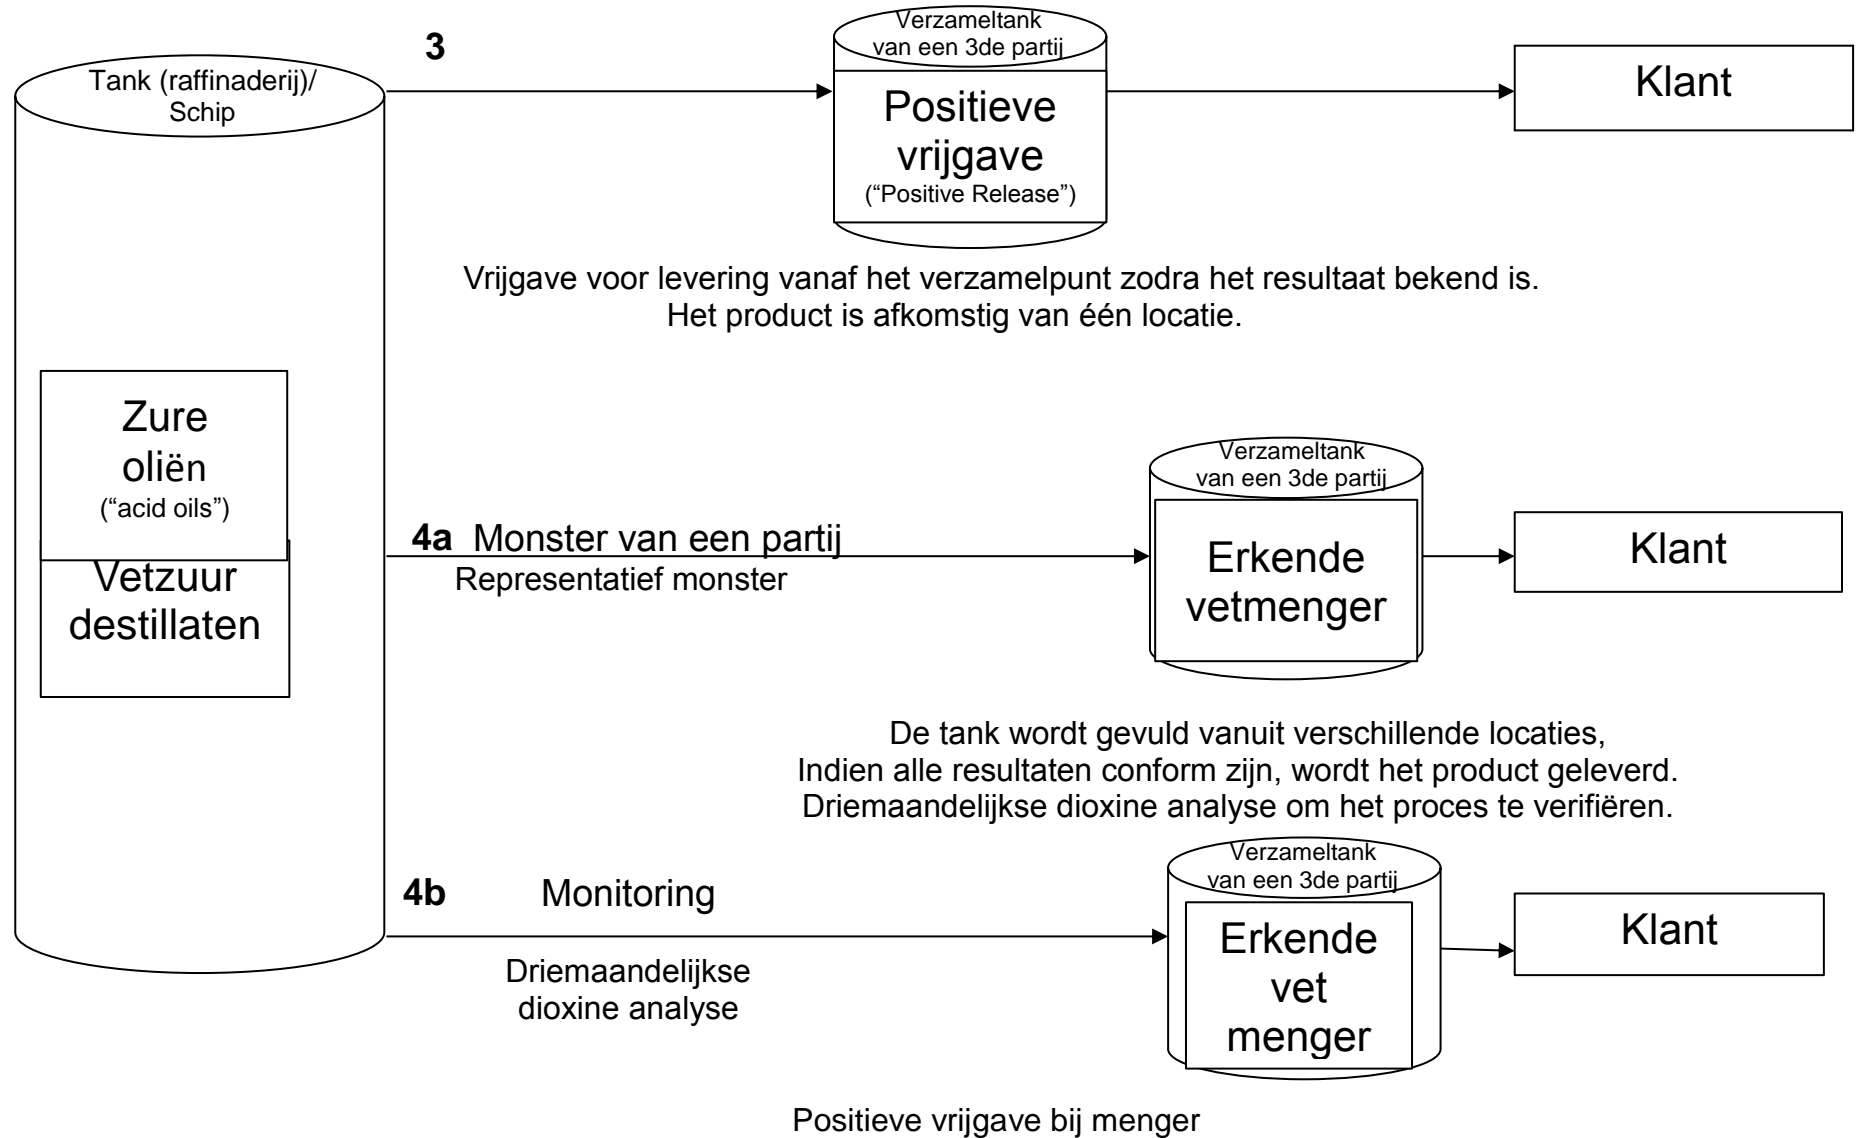 Tank (raffinaderij)/
Schip
3
Verzameltank
van een 3de partij
Positieve
vrijgave
(“Positive Release”)
Klant
Vrijgave voor levering vanaf het verzamelpunt zodra het resultaat bekend is.
Het product is afkomstig van één locatie.
Zure
oliën
(“acid oils”)
Vetzuur
destillaten
4a Monster van een partij
Representatief monster
Verzameltank
van een 3de partij
Erkende
vetmenger
Klant
De tank wordt gevuld vanuit verschillende locaties,
Indien alle resultaten conform zijn, wordt het product geleverd.
Driemaandelijkse dioxine analyse om het proces te verifiëren.
4b Monitoring
Driemaandelijkse
dioxine analyse
Verzameltank
van een 3de partij
Erkende
vet
menger
Klant
Positieve vrijgave bij menger